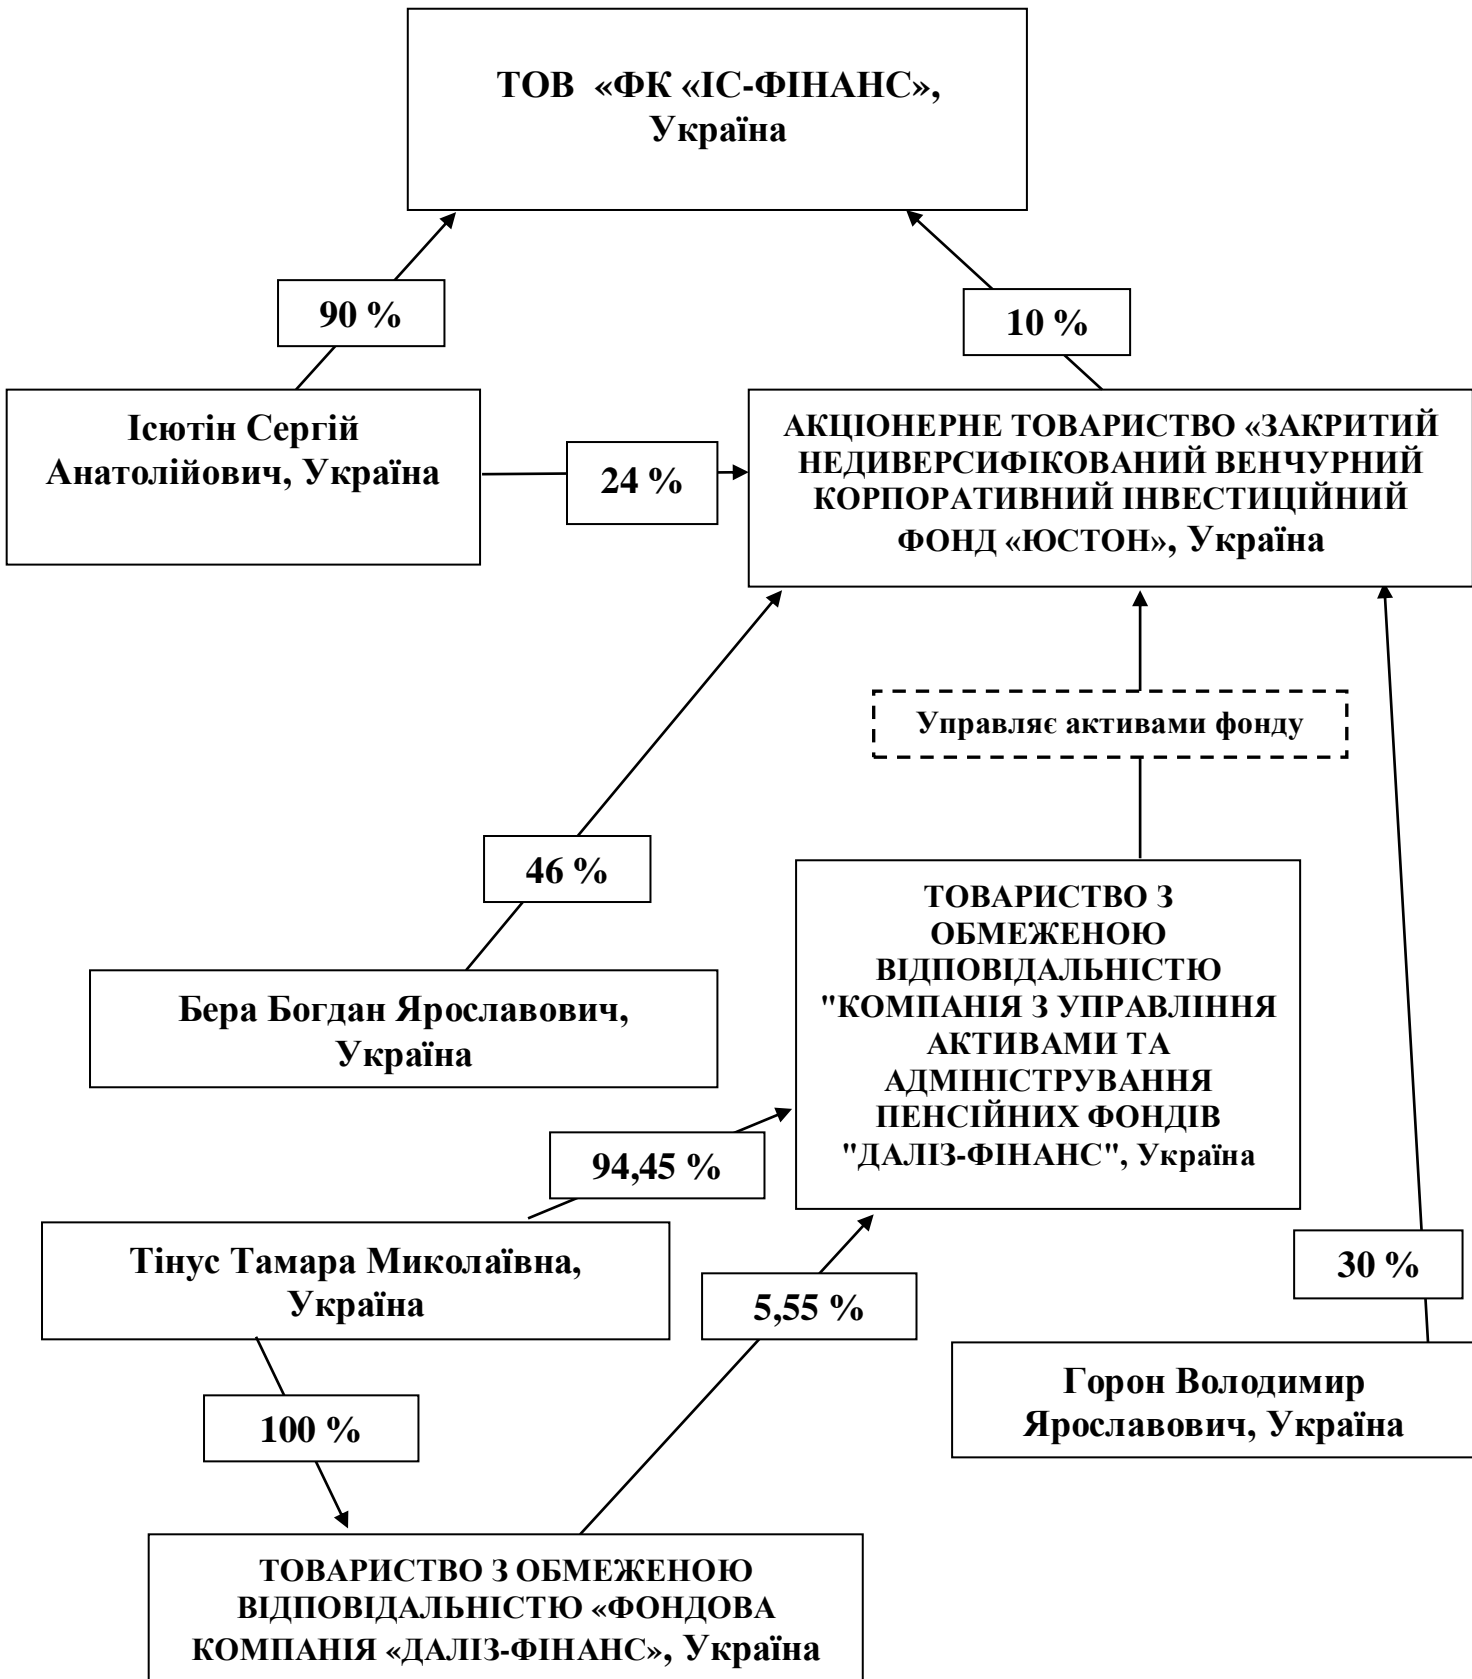 ТОВ «ФК «ІС-ФІНАНС»,
Україна
90 %
10 %
Ісютін Сергій
Анатолійович, Україна
24 %
АКЦІОНЕРНЕ ТОВАРИСТВО «ЗАКРИТИЙ
НЕДИВЕРСИФІКОВАНИЙ ВЕНЧУРНИЙ
КОРПОРАТИВНИЙ ІНВЕСТИЦІЙНИЙ
ФОНД «ЮСТОН», Україна
Управляє активами фонду
46 %
Бера Богдан Ярославович,
Україна
ТОВАРИСТВО З
ОБМЕЖЕНОЮ
ВІДПОВІДАЛЬНІСТЮ
"КОМПАНІЯ З УПРАВЛІННЯ
АКТИВАМИ ТА
АДМІНІСТРУВАННЯ
ПЕНСІЙНИХ ФОНДІВ
"ДАЛІЗ-ФІНАНС", Україна
94,45 %
Тінус Тамара Миколаївна,
Україна
5,55 %
30 %
Горон Володимир
Ярославович, Україна
100 %
ТОВАРИСТВО З ОБМЕЖЕНОЮ
ВІДПОВІДАЛЬНІСТЮ «ФОНДОВА
КОМПАНІЯ «ДАЛІЗ-ФІНАНС», Україна